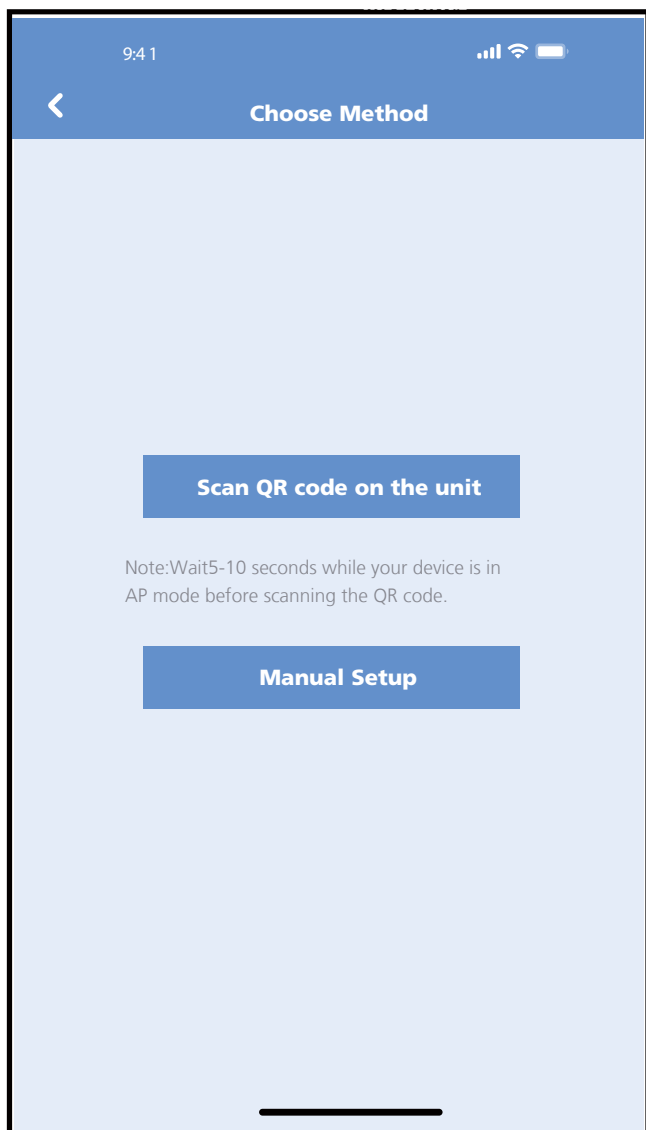 9:41
Choose Method
Scan QR code on the unit
Note:Wait5-10 seconds while your device is in
AP mode before scanning the QR code.
Manual Setup